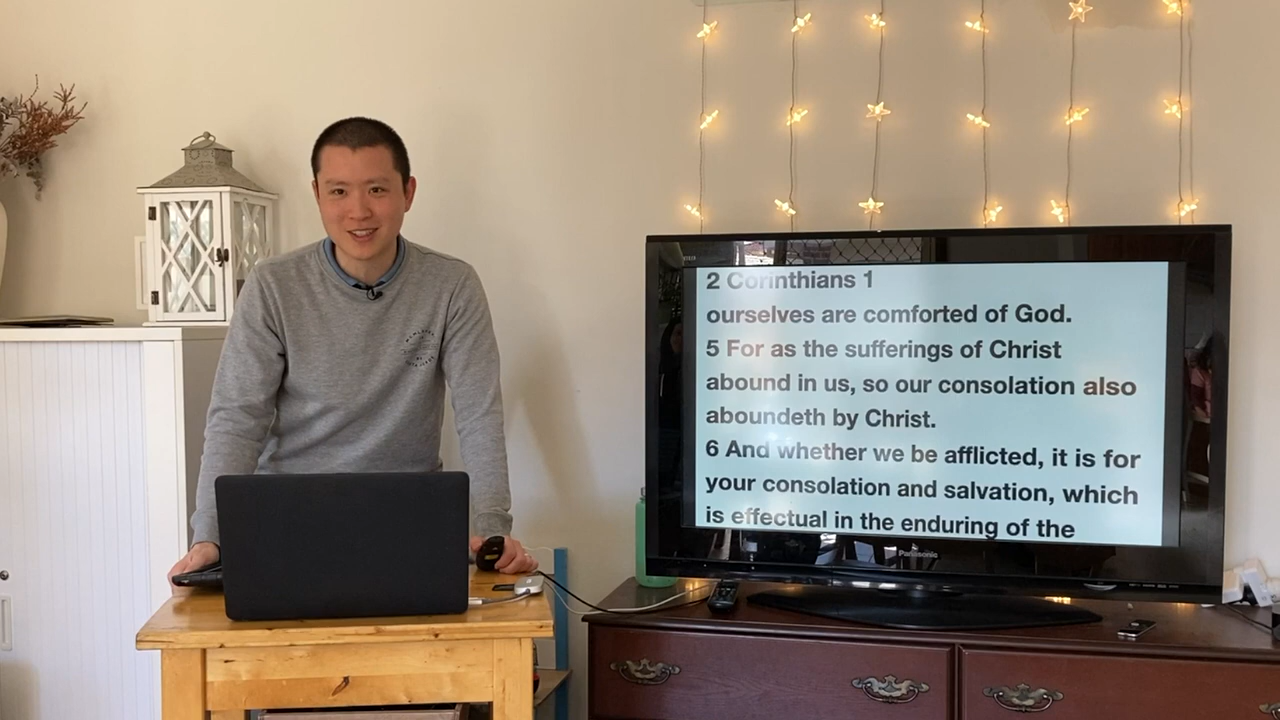 2 Corinthians 1
ourselves are comforted of God.
5 For as the sufferings of Christ
abound in us, so our consolation also
aboundeth by Christ.
6 And whether we be afflicted, it is for
your consolation and salvation, which
is effectual in the enduring of the
Panasonic